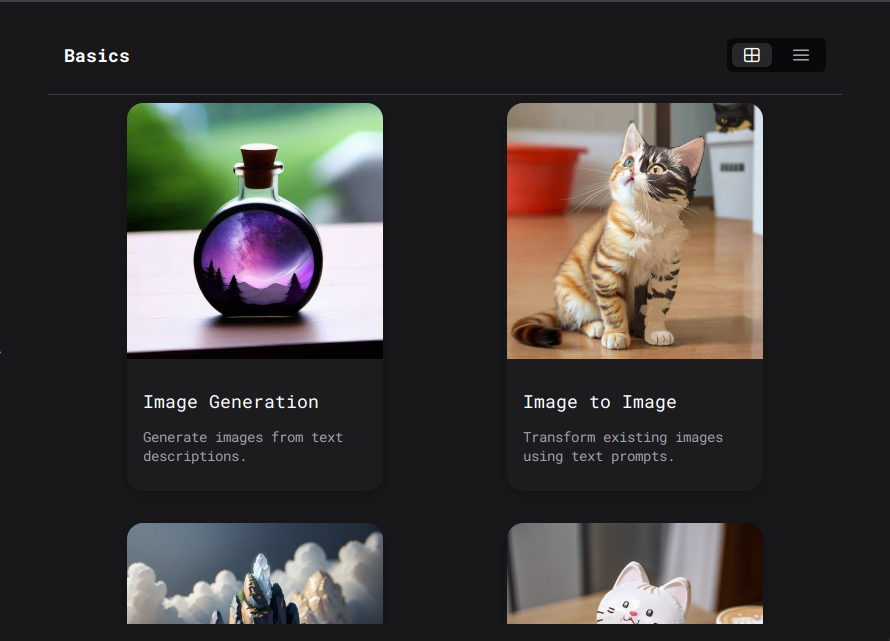 Basics
Image Generation
Generate images from text
descriptions.
Image to Image
Transform existing images
using text prompts.